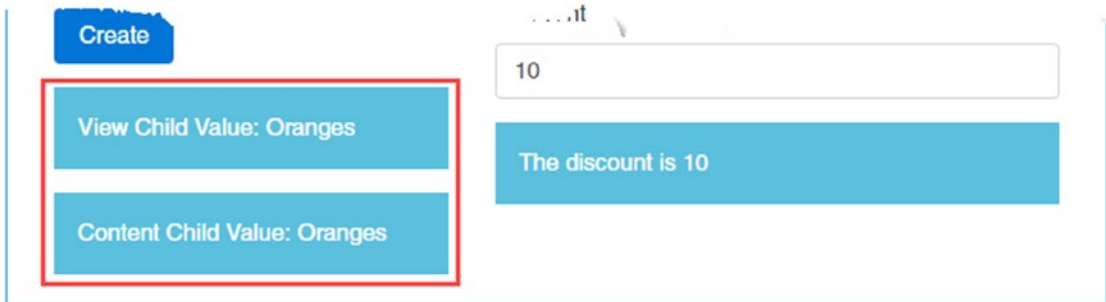 Create
View Child Value: Oranges
Content Child Value: Oranges
10
The discount is 10